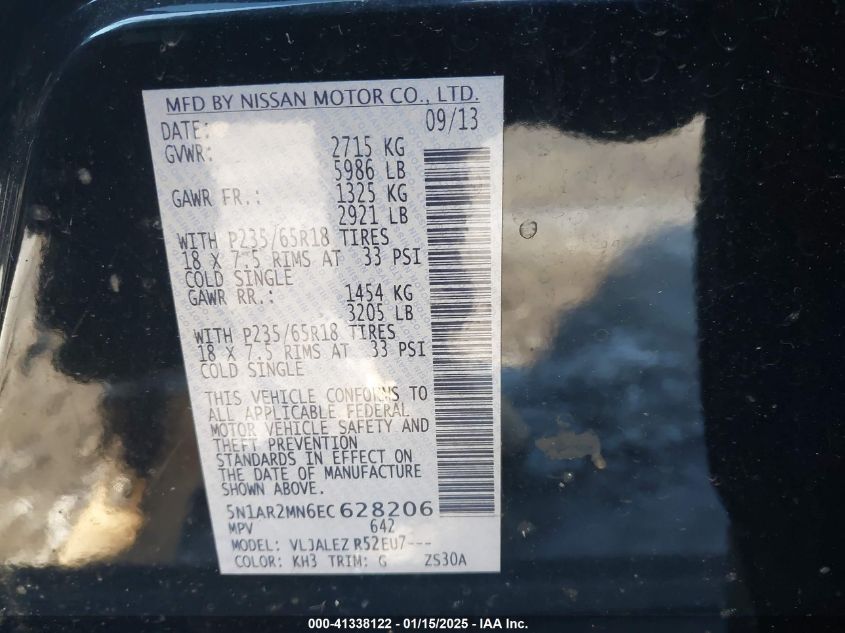 MFD BY NISSAN MOTOR CO., LTD.
DATE: 09/13
GVWR: 2715 KG
5986 LB
GAWR FR.: 1325 KG
2921 LB
WITH P235/65R18 TIRES
18 X 7.5 RIMS AT 33 PSI
COLD SINGLE
GAWR RR.: 1454 KG
3205 LB
WITH P235/65R18 TIRES
18 X 7.5 RIMS AT 33 PSI
COLD SINGLE
THIS VEHICLE CONFORMS TO
ALL APPLICABLE FEDERAL
MOTOR VEHICLE SAFETY AND
THEFT PREVENTION
STANDARDS IN EFFECT ON
THE DATE OF MANUFACTURE
SHOWN ABOVE.
5N1AR2MN6EC628206
MPV 642
MODEL: VLJALEZ R52EU7---
COLOR: KH3 TRIM: G ZS30A
000-41338122 - 01/15/2025 - IAA Inc.